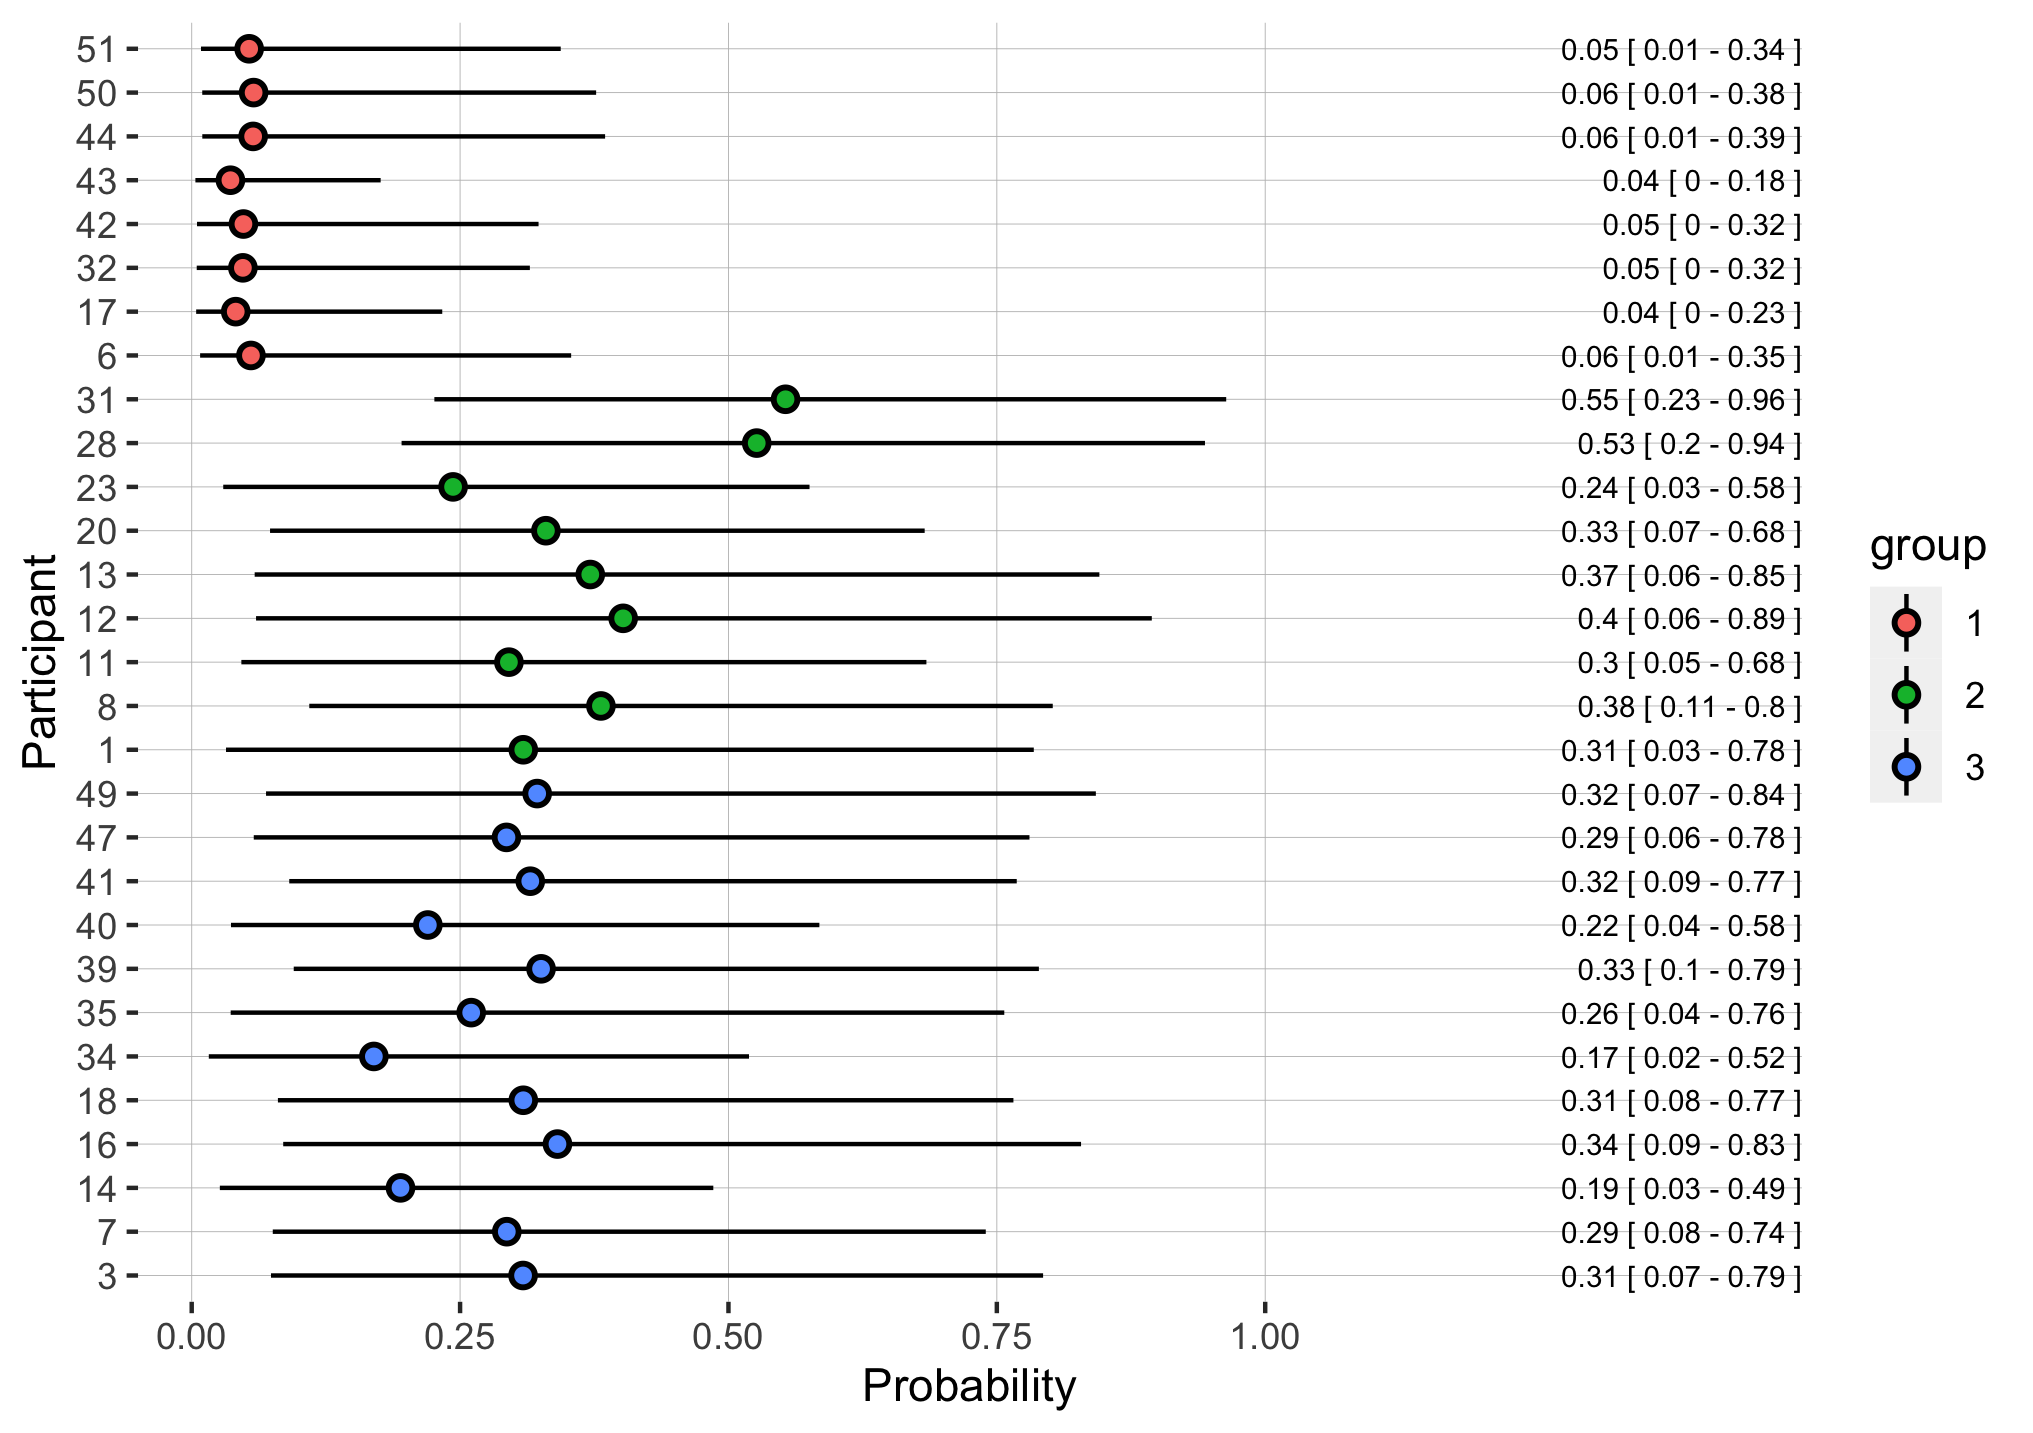 51 0.05 [ 0.01 - 0.34 ]
50 0.06 [ 0.01 - 0.38 ]
44 0.06 [ 0.01 - 0.39 ]
43 0.04 [ 0 - 0.18 ]
42 0.05 [ 0 - 0.32 ]
32 0.05 [ 0 - 0.32 ]
17 0.04 [ 0 - 0.23 ]
6 0.06 [ 0.01 - 0.35 ]
31 0.55 [ 0.23 - 0.96 ]
28 0.53 [ 0.2 - 0.94 ]
23 0.24 [ 0.03 - 0.58 ]
20 0.33 [ 0.07 - 0.68 ]
13 0.37 [ 0.06 - 0.85 ]
12 0.4 [ 0.06 - 0.89 ]
11 0.3 [ 0.05 - 0.68 ]
8 0.38 [ 0.11 - 0.8 ]
1 0.31 [ 0.03 - 0.78 ]
49 0.32 [ 0.07 - 0.84 ]
47 0.29 [ 0.06 - 0.78 ]
41 0.32 [ 0.09 - 0.77 ]
40 0.22 [ 0.04 - 0.58 ]
39 0.33 [ 0.1 - 0.79 ]
35 0.26 [ 0.04 - 0.76 ]
34 0.17 [ 0.02 - 0.52 ]
18 0.31 [ 0.08 - 0.77 ]
16 0.34 [ 0.09 - 0.83 ]
14 0.19 [ 0.03 - 0.49 ]
7 0.29 [ 0.08 - 0.74 ]
3 0.31 [ 0.07 - 0.79 ]
0.00 0.25 0.50 0.75 1.00
Probability
Participant
group
1
2
3